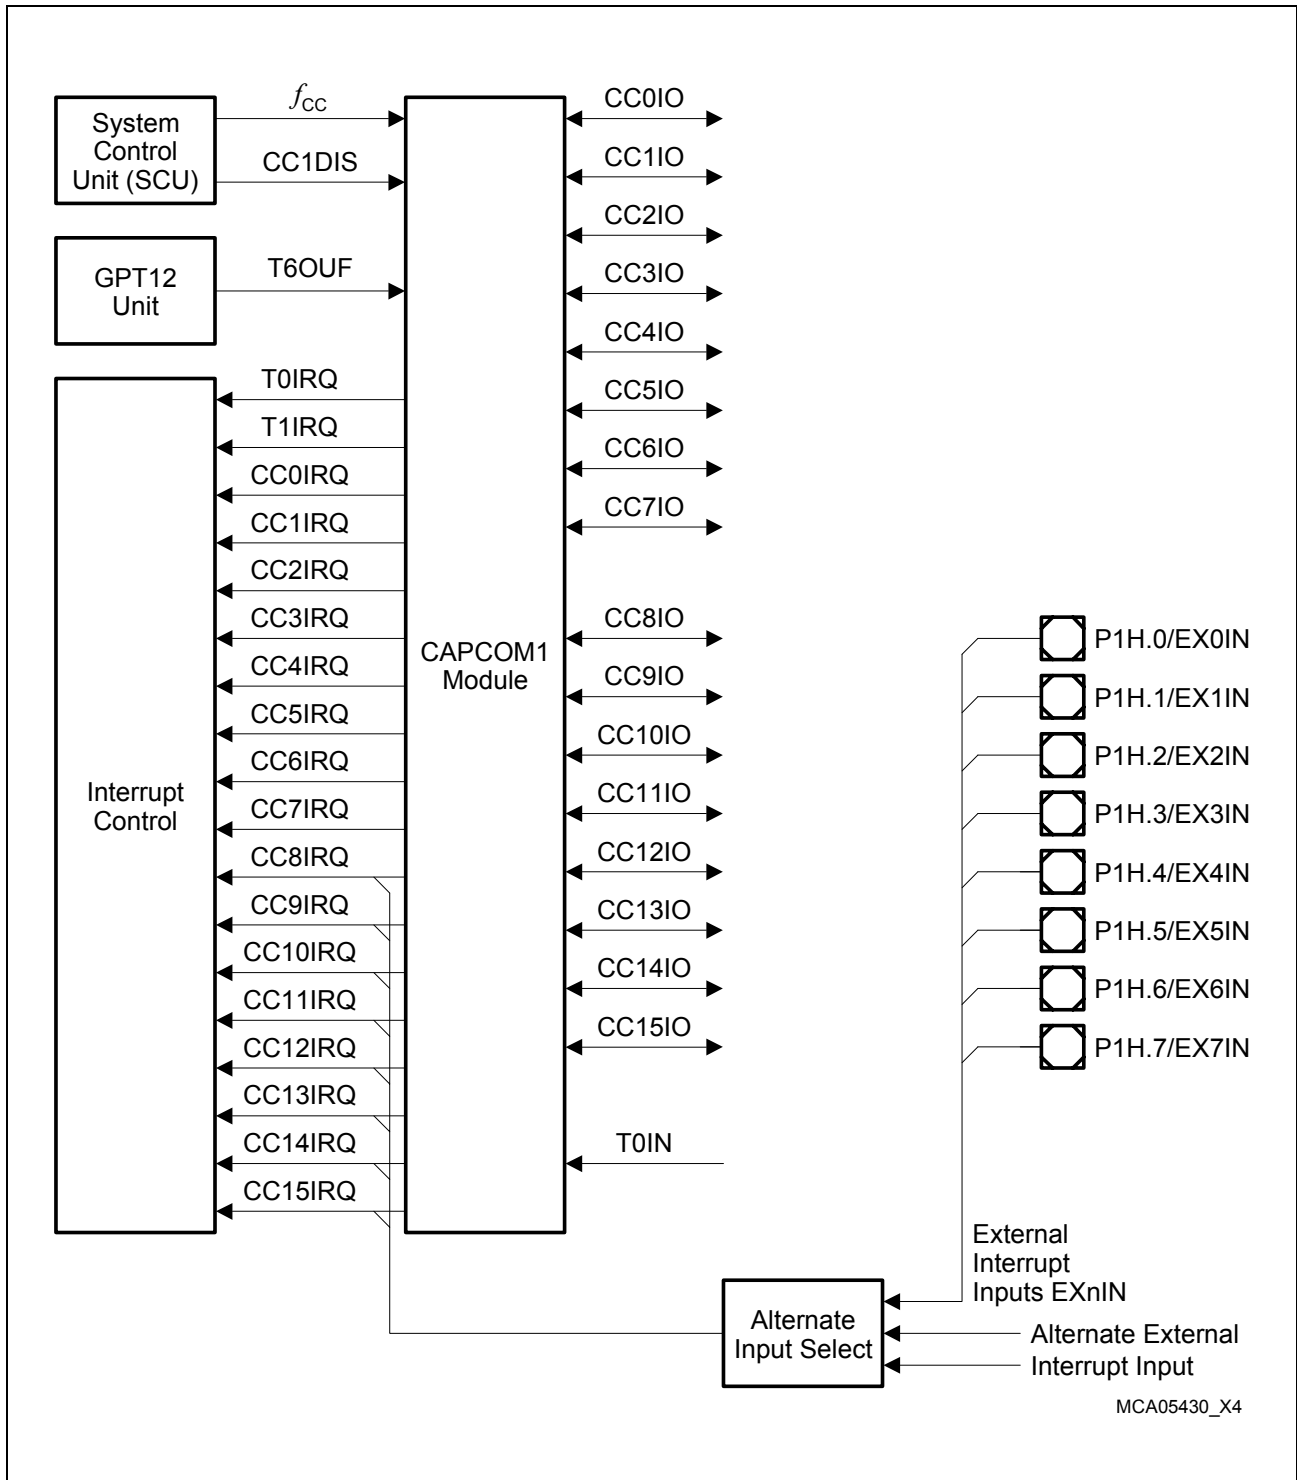 System
Control
Unit (SCU)
fCC
CC1DIS
GPT12
Unit
T6OUF
Interrupt
Control
T0IRQ
T1IRQ
CC0IRQ
CC1IRQ
CC2IRQ
CC3IRQ
CC4IRQ
CC5IRQ
CC6IRQ
CC7IRQ
CC8IRQ
CC9IRQ
CC10IRQ
CC11IRQ
CC12IRQ
CC13IRQ
CC14IRQ
CC15IRQ
CAPCOM1
Module
CC0IO
CC1IO
CC2IO
CC3IO
CC4IO
CC5IO
CC6IO
CC7IO
CC8IO
CC9IO
CC10IO
CC11IO
CC12IO
CC13IO
CC14IO
CC15IO
T0IN
P1H.0/EX0IN
P1H.1/EX1IN
P1H.2/EX2IN
P1H.3/EX3IN
P1H.4/EX4IN
P1H.5/EX5IN
P1H.6/EX6IN
P1H.7/EX7IN
External
Interrupt
Inputs EXnIN
Alternate
Input Select
Alternate External
Interrupt Input
MCA05430_X4